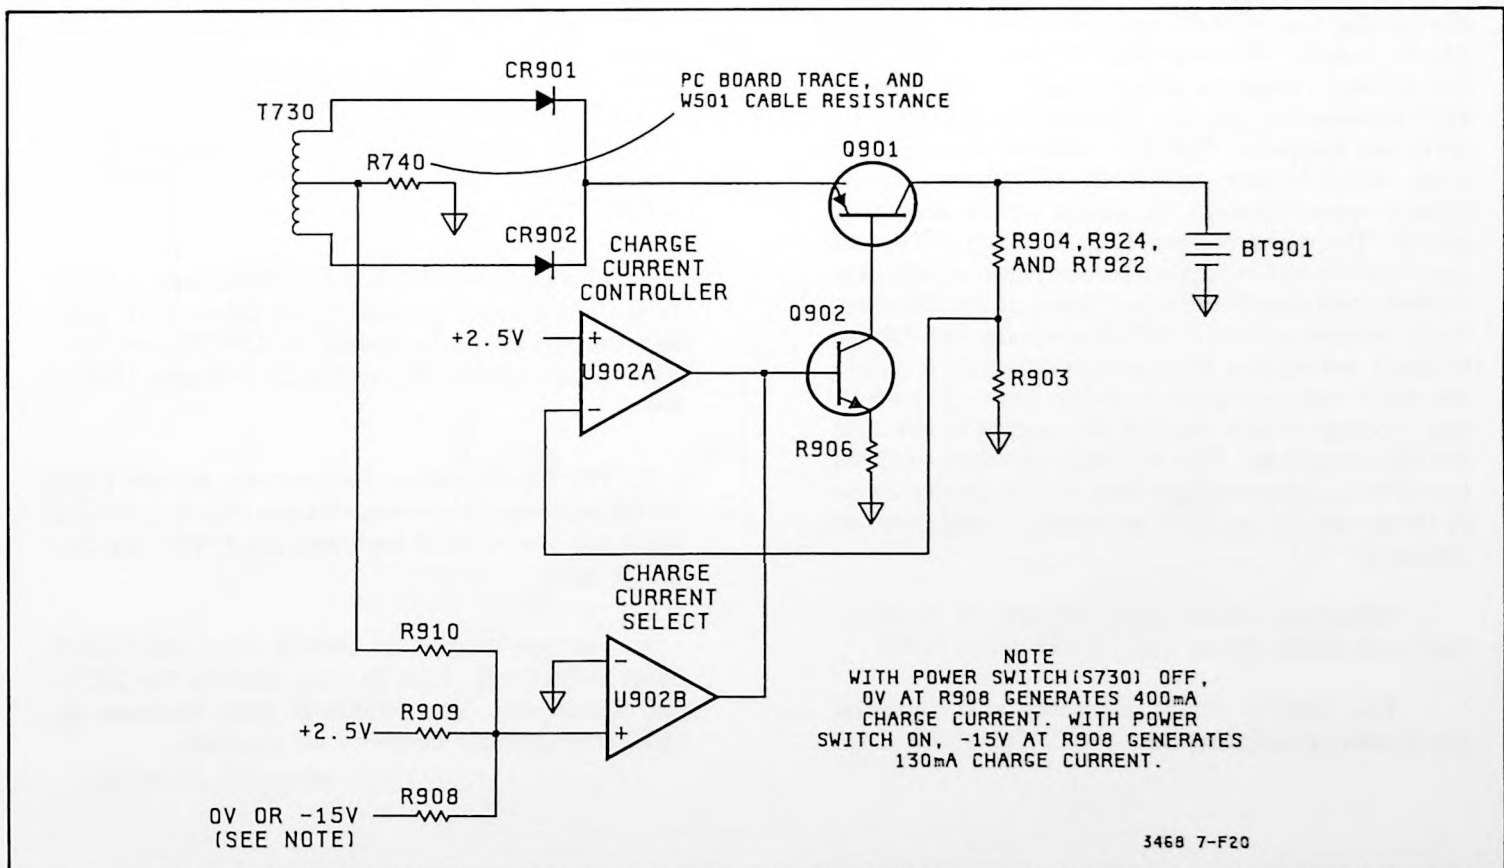 CR901
PC BOARD TRACE, AND
W501 CABLE RESISTANCE
T730
R740
Q901
CR902
CHARGE
CURRENT
CONTROLLER
R904,R924,
AND RT922
BT901
+2.5V
+
U902A
−
Q902
R903
R906
CHARGE
CURRENT
SELECT
R910
−
U902B
+
R909
+2.5V
R908
0V OR -15V
(SEE NOTE)
NOTE
WITH POWER SWITCH(S730) OFF,
0V AT R908 GENERATES 400mA
CHARGE CURRENT. WITH POWER
SWITCH ON, -15V AT R908 GENERATES
130mA CHARGE CURRENT.
3468 7-F20